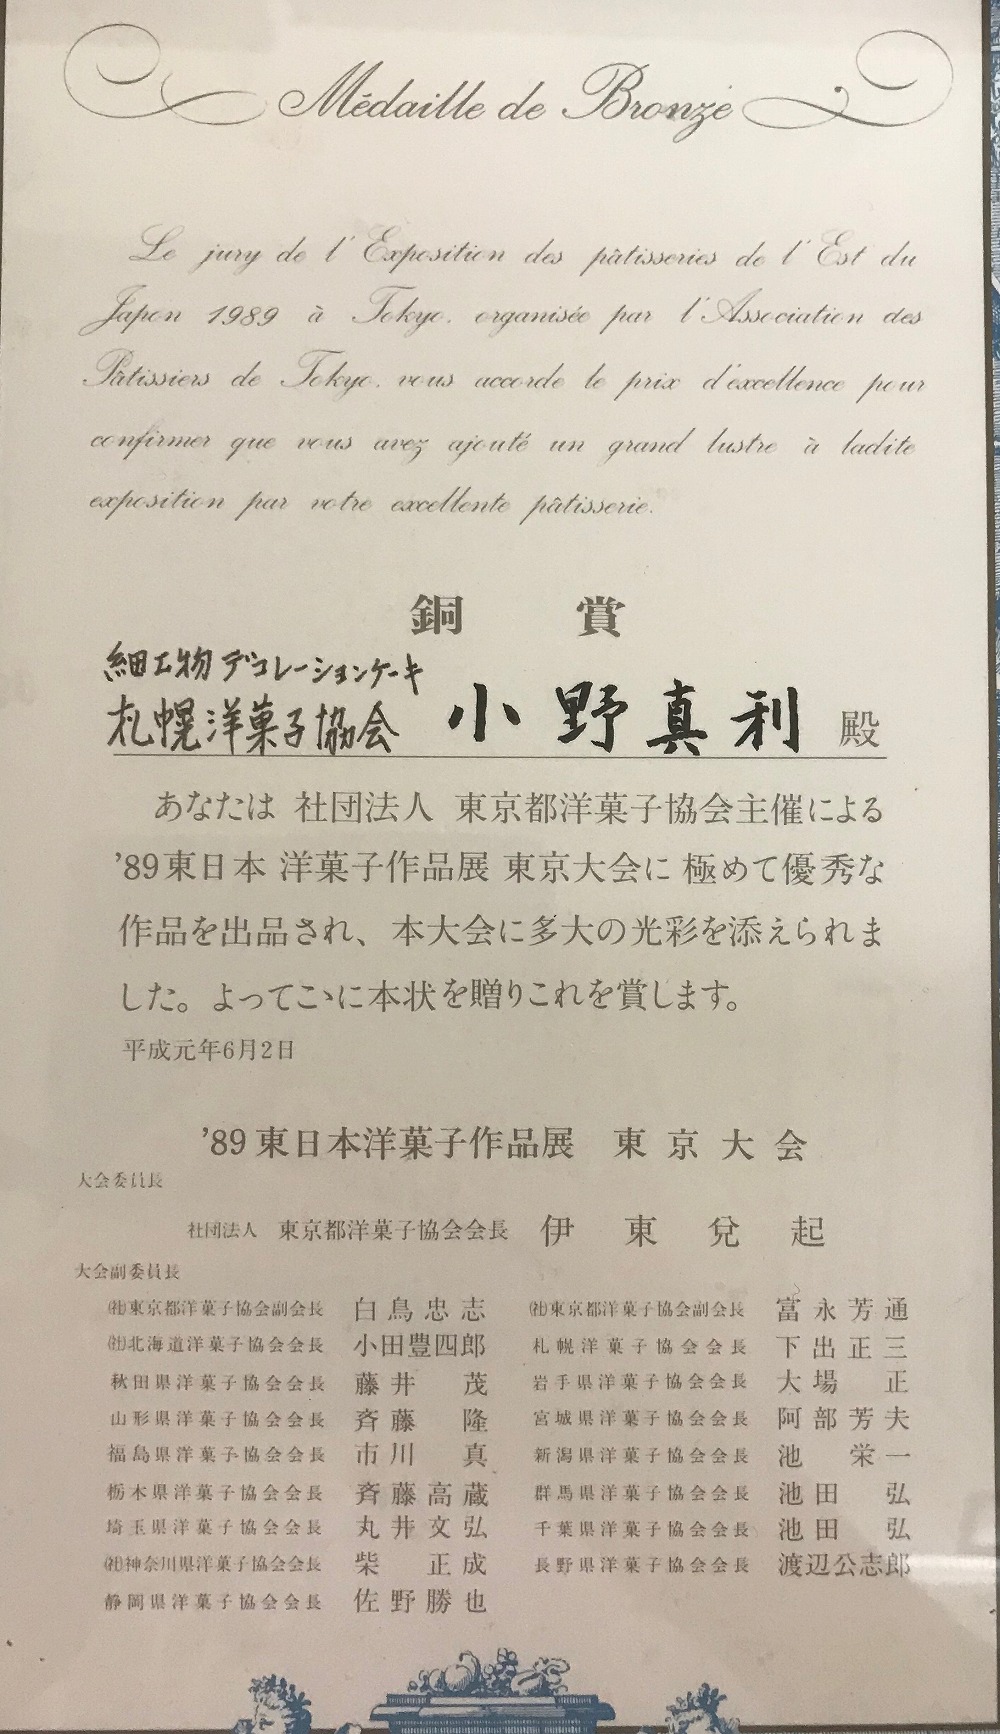 Médaille de Bronze
Le jury de l'Exposition des pâtisseries de l'Est du
Japon 1989 à Tokyo, organisée par l'Association des
Pâtissiers de Tokyo, vous accorde le prix d'excellence pour
confirmer que vous avez ajouté un grand lustre à ladite
exposition par votre excellente pâtisserie.
銅 賞
細工物 デコレーションケーキ
札幌洋菓子協会 小野真利 殿
あなたは 社団法人 東京都洋菓子協会主催による
'89東日本 洋菓子作品展 東京大会に 極めて優秀な
作品を出品され、本大会に多大の光彩を添えられま
した。よってこゝに本状を贈りこれを賞します。
平成元年6月2日
'89 東日本洋菓子作品展 東京大会
大会委員長
社団法人 東京都洋菓子協会会長 伊東兌起
大会副委員長
㈳東京都洋菓子協会副会長 白鳥忠志 ㈳東京都洋菓子協会副会長 富永芳通
㈳北海道洋菓子協会会長 小田豊四郎 札幌洋菓子協会会長 下出正三
秋田県洋菓子協会会長 藤井 茂 岩手県洋菓子協会会長 大場 正
山形県洋菓子協会会長 斉藤 隆 宮城県洋菓子協会会長 阿部芳夫
福島県洋菓子協会会長 市川 真 新潟県洋菓子協会会長 池 栄一
栃木県洋菓子協会会長 斉藤高蔵 群馬県洋菓子協会会長 池田 弘
埼玉県洋菓子協会会長 丸井文弘 千葉県洋菓子協会会長 池田 弘
㈳神奈川県洋菓子協会会長 柴 正成 長野県洋菓子協会会長 渡辺公志郎
静岡県洋菓子協会会長 佐野勝也